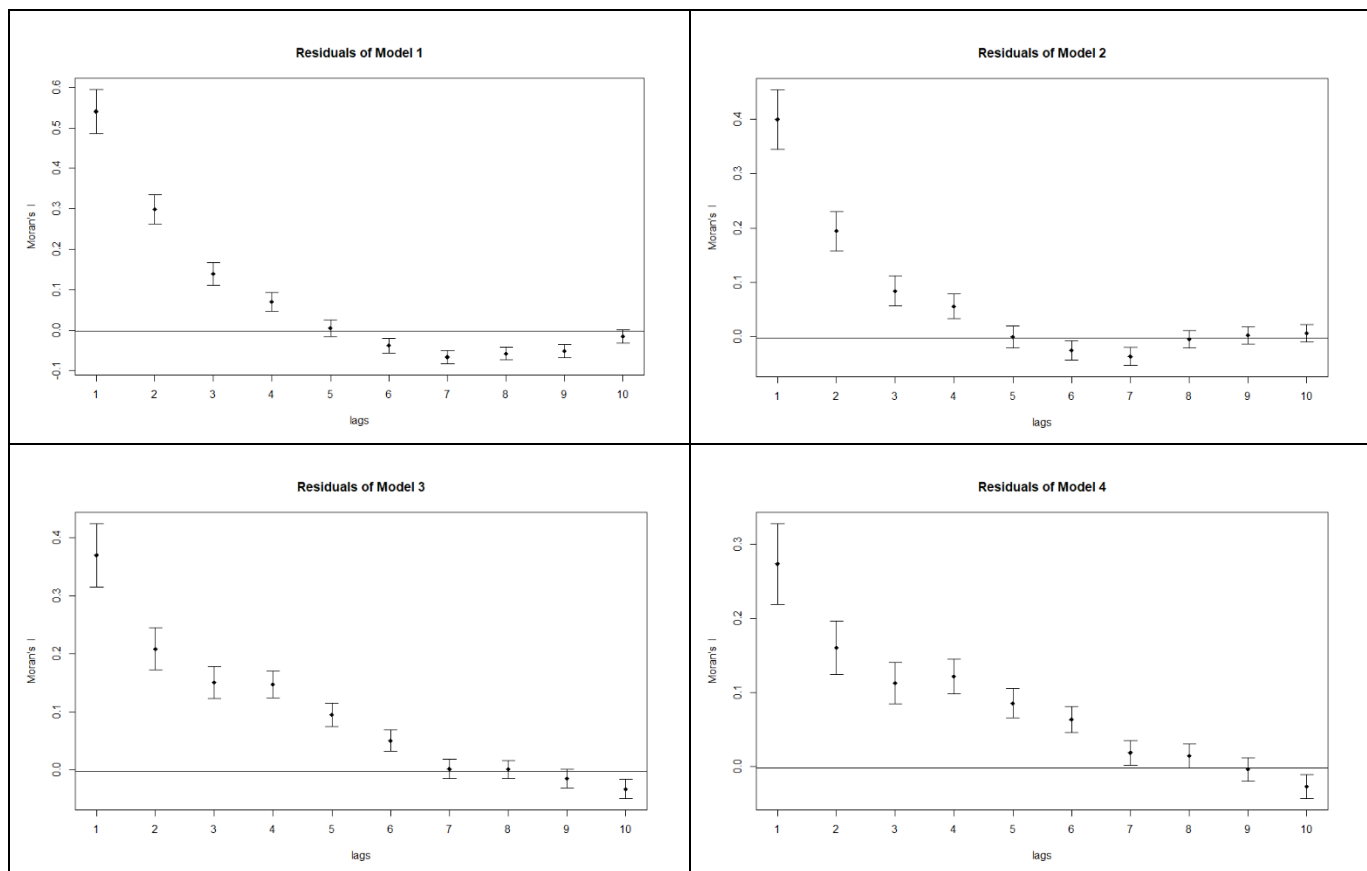 Residuals of Model 1
Moran's I
0.6
0.5
0.4
0.3
0.2
0.1
0.0
-0.1
1 2 3 4 5 6 7 8 9 10
lags
Residuals of Model 2
Moran's I
0.4
0.3
0.2
0.1
0.0
1 2 3 4 5 6 7 8 9 10
lags
Residuals of Model 3
Moran's I
0.4
0.3
0.2
0.1
0.0
1 2 3 4 5 6 7 8 9 10
lags
Residuals of Model 4
Moran's I
0.3
0.2
0.1
0.0
1 2 3 4 5 6 7 8 9 10
lags